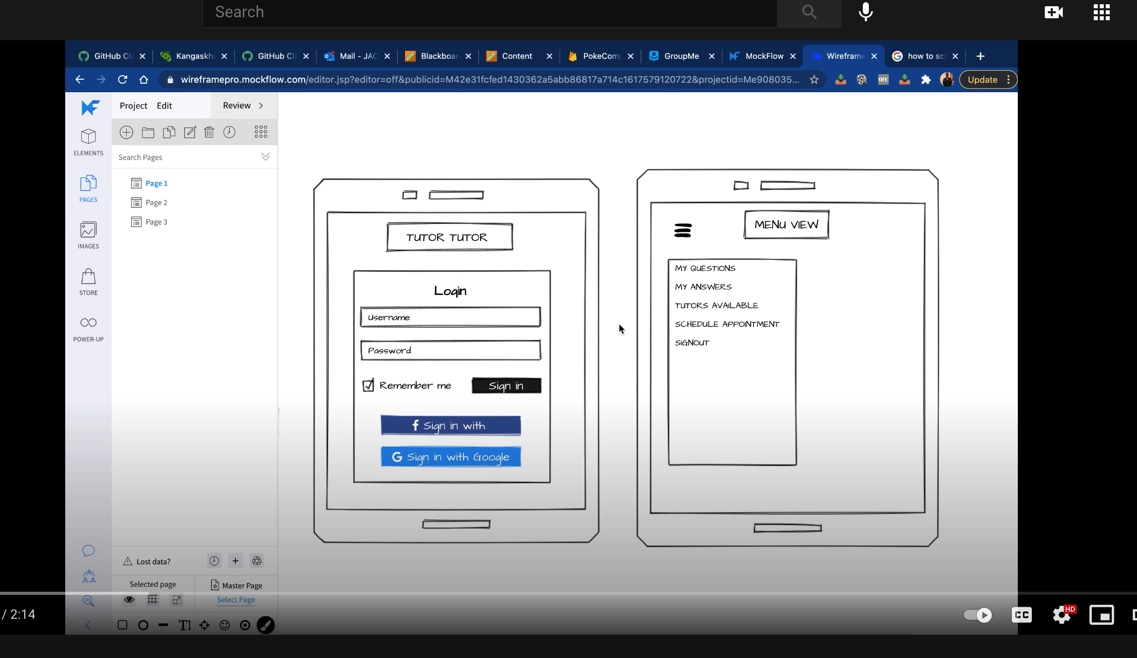 Search
GitHub Cl
Kangaskh
GitHub Cl
Mail - JAC
Blackboar
Content
PokeCom
GroupMe
MockFlow
Wireframe
how to scr
wireframepro.mockflow.com/editor.jsp?editor=off&publicid=M42e31fcfed1430362a5abb86817a714c1617579120722&projectid=Me908035...
Update
Project Edit Review
ELEMENTS
Search Pages
PAGES
Page 1
Page 2
Page 3
IMAGES
STORE
POWER-UP
TUTOR TUTOR
Login
Username
Password
Remember me Sign in
f Sign in with
G Sign in with Google
MENU VIEW
MY QUESTIONS
MY ANSWERS
TUTORS AVAILABLE
SCHEDULE APPOINTMENT
SIGNOUT
Lost data?
Selected page Master Page
Select Page
/ 2:14
CC
HD